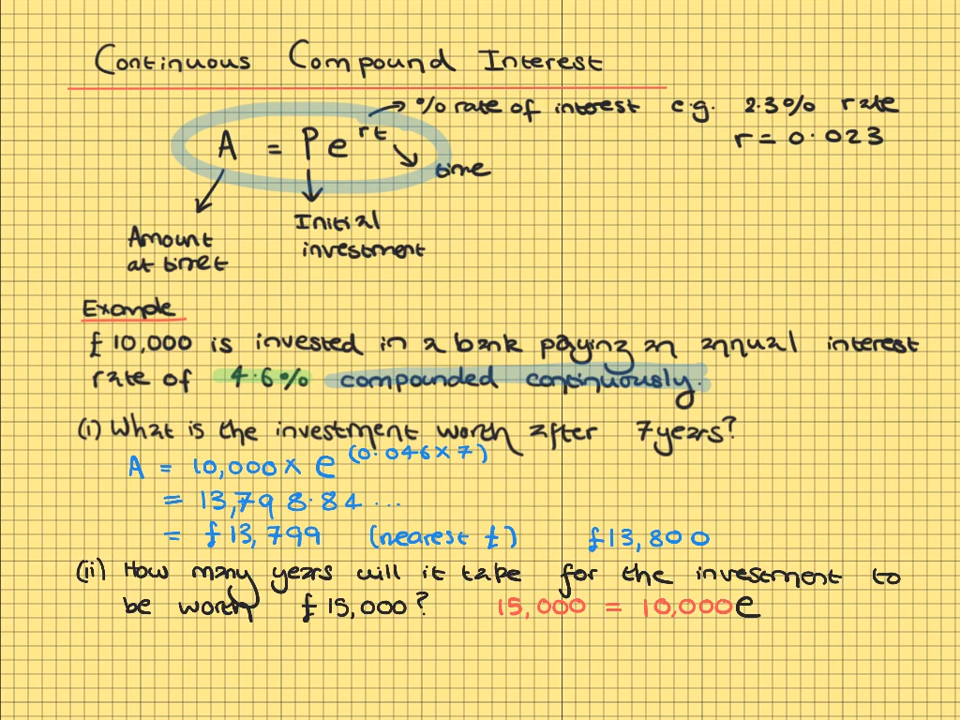 Continuous Compound Interest
% rate of interest e.g. 2.3% rate
r = 0.023
A = Pe^rt
time
Initial
investment
Amount
at time t
Example
£10,000 is invested in a bank paying an annual interest
rate of 4.6% compounded continuously.
(i) What is the investment worth after 7 years?
A = 10,000 × e^(0.046 × 7)
= 13,798.84 ...
= £13,799 (nearest £) £13,800
(ii) How many years will it take for the investment to
be worth £15,000? 15,000 = 10,000e